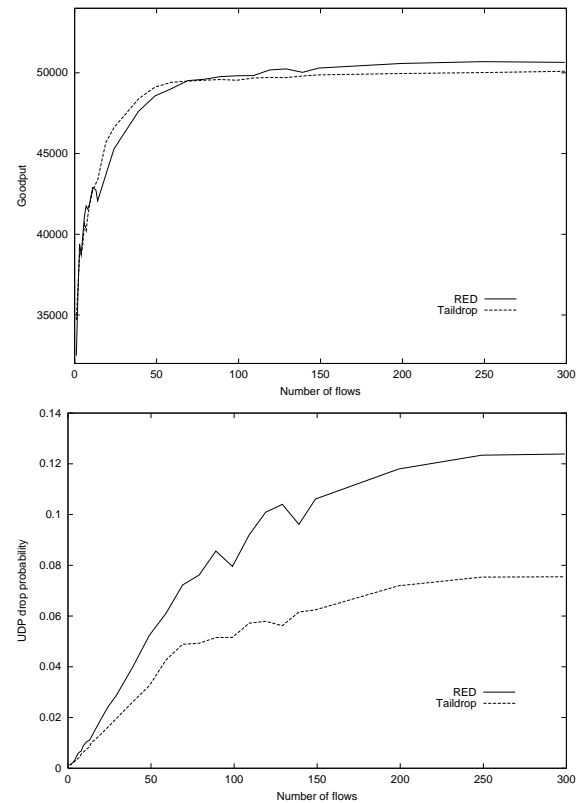 50000
45000
40000
35000
Goodput
RED
Taildrop
0 50 100 150 200 250 300
Number of flows
0.14
0.12
0.1
0.08
0.06
0.04
0.02
0
UDP drop probability
RED
Taildrop
0 50 100 150 200 250 300
Number of flows